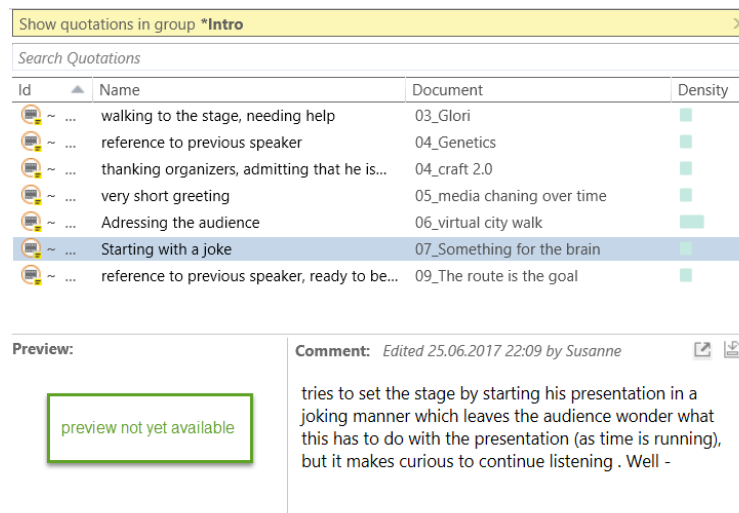 Show quotations in group *Intro
Search Quotations
Id Name Document Density
~ ... walking to the stage, needing help 03_Glori
~ ... reference to previous speaker 04_Genetics
~ ... thanking organizers, admitting that he is... 04_craft 2.0
~ ... very short greeting 05_media chaning over time
~ ... Adressing the audience 06_virtual city walk
~ ... Starting with a joke 07_Something for the brain
~ ... reference to previous speaker, ready to be... 09_The route is the goal
Preview:
Comment: Edited 25.06.2017 22:09 by Susanne
preview not yet available
tries to set the stage by starting his presentation in a
joking manner which leaves the audience wonder what
this has to do with the presentation (as time is running),
but it makes curious to continue listening . Well -